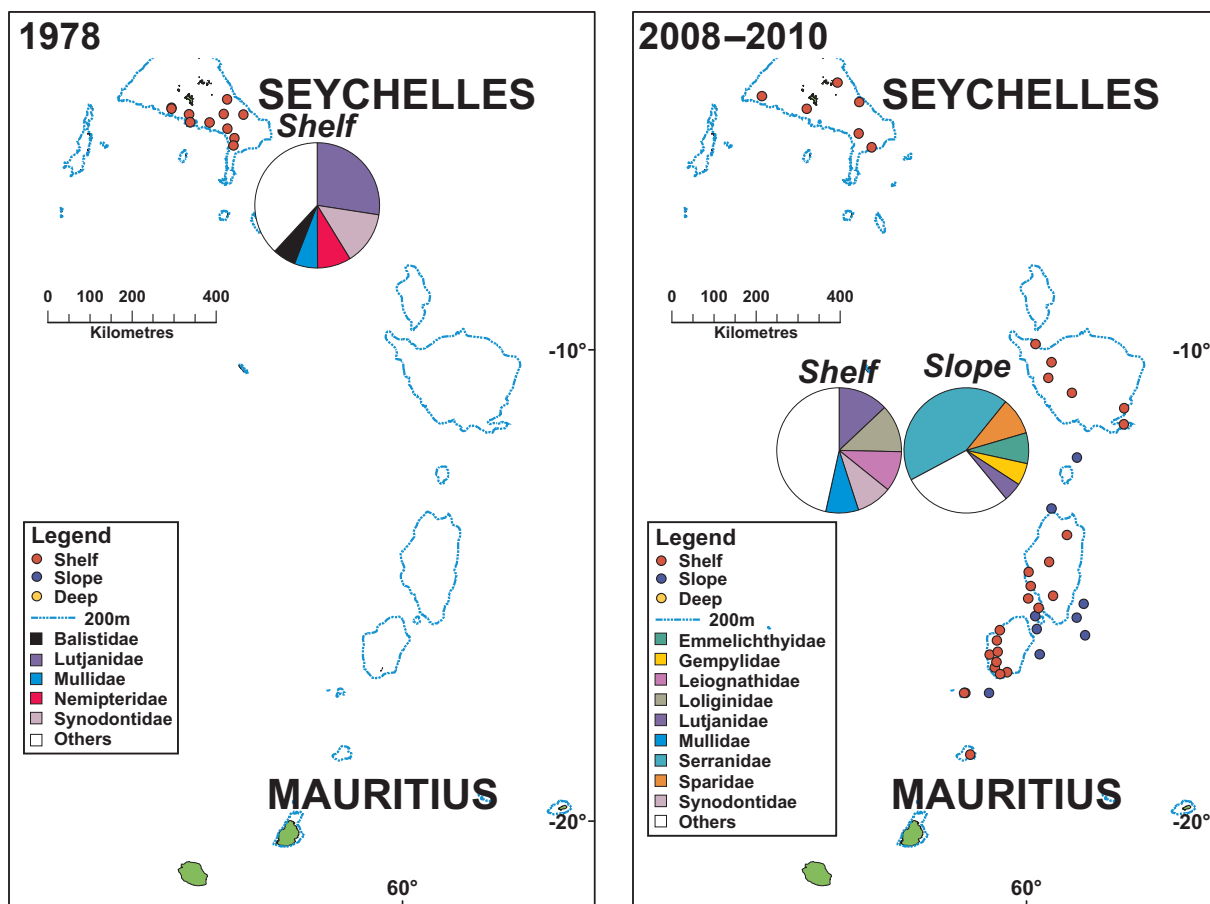 1978
SEYCHELLES
Shelf
0 100 200 400
Kilometres
-10°
Legend
Shelf
Slope
Deep
200m
Balistidae
Lutjanidae
Mullidae
Nemipteridae
Synodontidae
Others
MAURITIUS
-20°
60°
2008–2010
SEYCHELLES
0 100 200 400
Kilometres
-10°
Shelf
Slope
Legend
Shelf
Slope
Deep
200m
Emmelichthyidae
Gempylidae
Leiognathidae
Loliginidae
Lutjanidae
Mullidae
Serranidae
Sparidae
Synodontidae
Others
MAURITIUS
-20°
60°